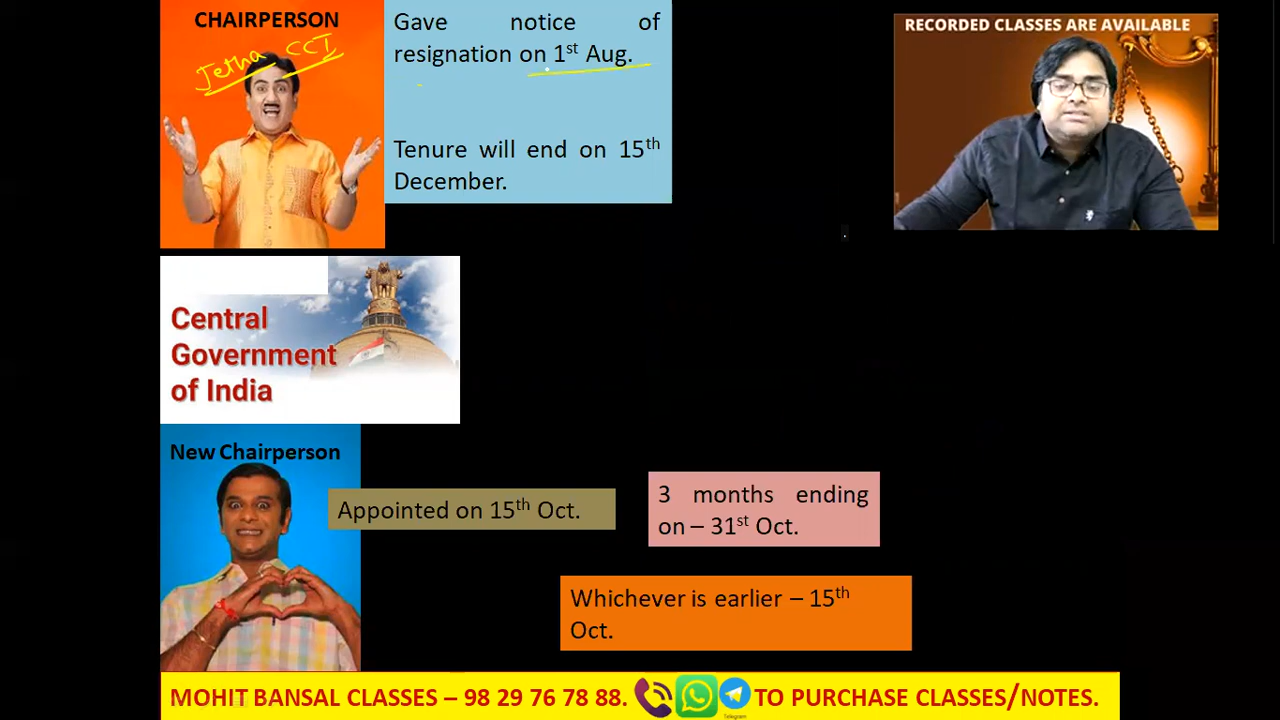 CHAIRPERSON
Jetha CCI
Gave notice of
resignation on 1st Aug.
Tenure will end on 15th
December.
RECORDED CLASSES ARE AVAILABLE
Central
Government
of India
New Chairperson
Appointed on 15th Oct.
3 months ending
on – 31st Oct.
Whichever is earlier – 15th
Oct.
MOHIT BANSAL CLASSES – 98 29 76 78 88. TO PURCHASE CLASSES/NOTES.
Telegram